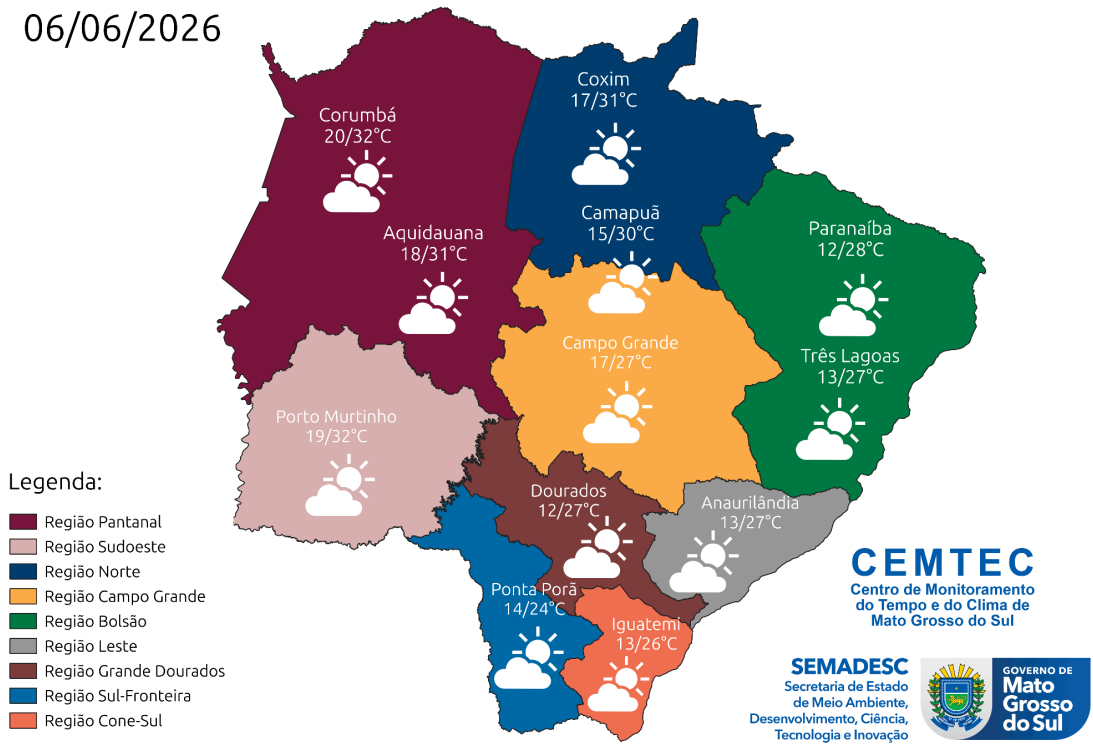 06/06/2026
Coxim
17/31°C
Corumbá
20/32°C
Camapuã
15/30°C
Aquidauana
18/31°C
Paranaíba
12/28°C
Campo Grande
17/27°C
Três Lagoas
13/27°C
Porto Murtinho
19/32°C
Dourados
12/27°C
Anaurilândia
13/27°C
Ponta Porã
14/24°C
Iguatemi
13/26°C
Legenda:
Região Pantanal
Região Sudoeste
Região Norte
Região Campo Grande
Região Bolsão
Região Leste
Região Grande Dourados
Região Sul-Fronteira
Região Cone-Sul
CEMTEC
Centro de Monitoramento
do Tempo e do Clima de
Mato Grosso do Sul
SEMADESC
Secretaria de Estado
de Meio Ambiente,
Desenvolvimento, Ciência,
Tecnologia e Inovação
GOVERNO DE
Mato
Grosso
do Sul